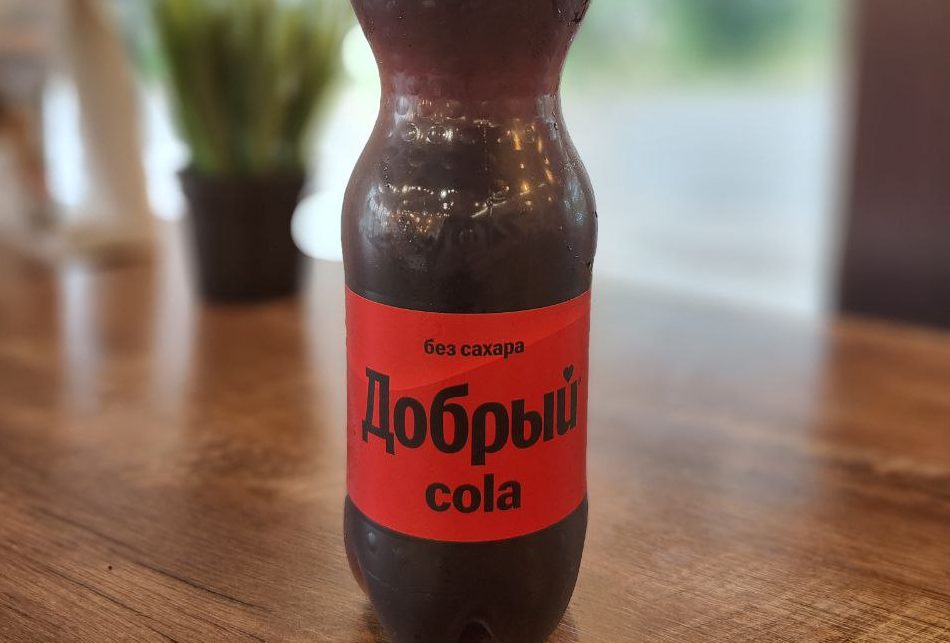 без сахара
Добрый
cola